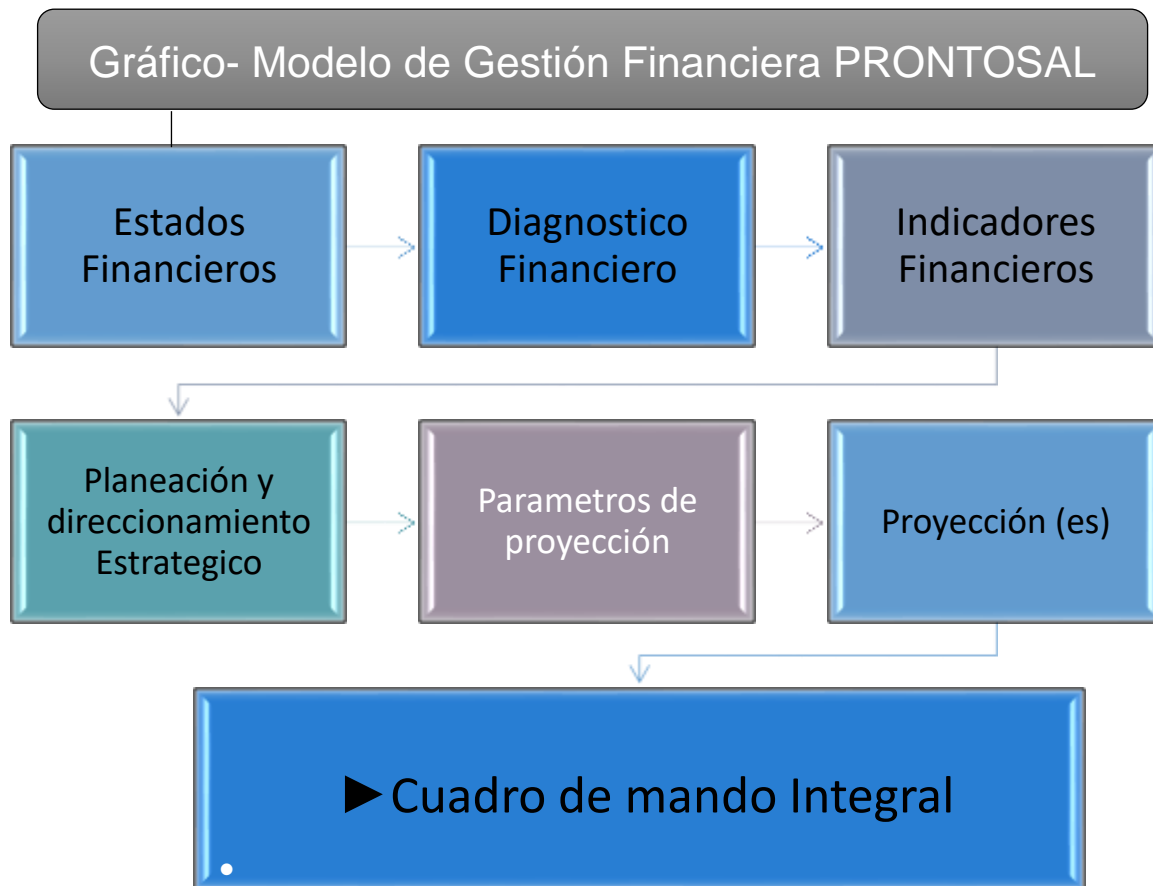 Gráfico- Modelo de Gestión Financiera PRONTOSAL
Estados
Financieros
Diagnostico
Financiero
Indicadores
Financieros
Planeación y
direccionamiento
Estrategico
Parametros de
proyección
Proyección (es)
►Cuadro de mando Integral
•